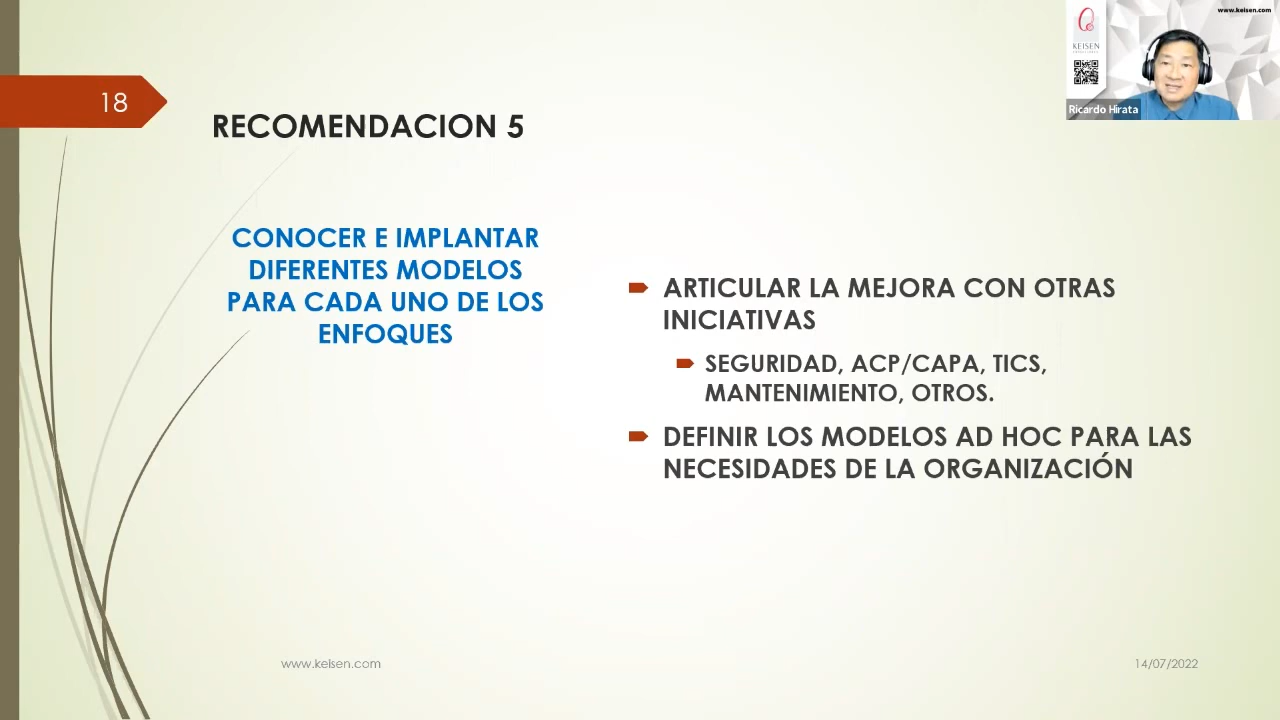 www.keisen.com
KEISEN
Ricardo Hirata
18
RECOMENDACION 5
CONOCER E IMPLANTAR
DIFERENTES MODELOS
PARA CADA UNO DE LOS
ENFOQUES
ARTICULAR LA MEJORA CON OTRAS
INICIATIVAS
SEGURIDAD, ACP/CAPA, TICS,
MANTENIMIENTO, OTROS.
DEFINIR LOS MODELOS AD HOC PARA LAS
NECESIDADES DE LA ORGANIZACIÓN
www.keisen.com
14/07/2022